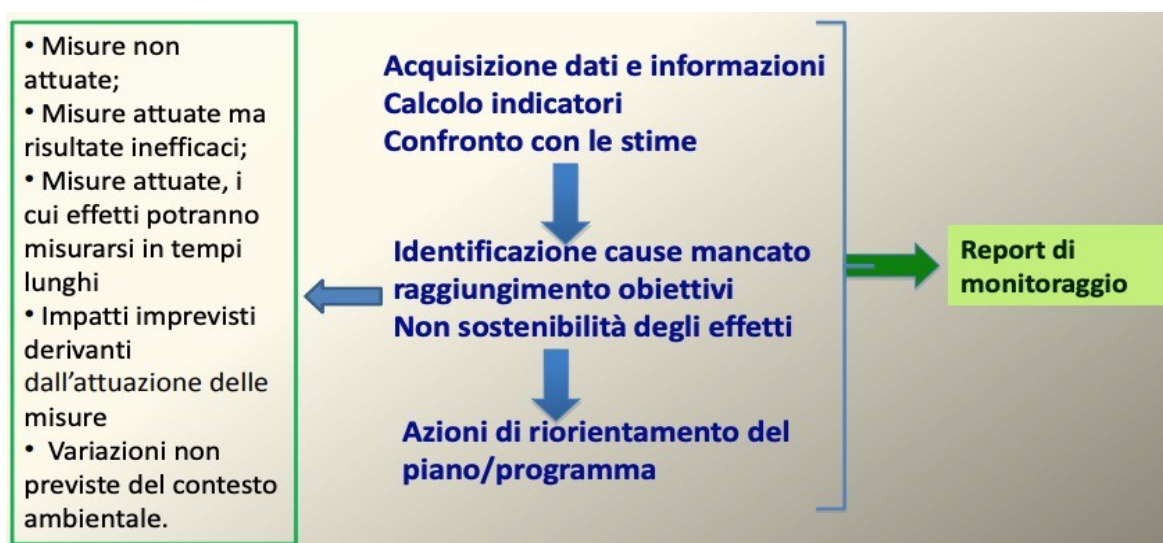 • Misure non
attuate;
• Misure attuate ma
risultate inefficaci;
• Misure attuate, i
cui effetti potranno
misurarsi in tempi
lunghi
• Impatti imprevisti
derivanti
dall’attuazione delle
misure
• Variazioni non
previste del contesto
ambientale.
Acquisizione dati e informazioni
Calcolo indicatori
Confronto con le stime
Identificazione cause mancato
raggiungimento obiettivi
Non sostenibilità degli effetti
Azioni di riorientamento del
piano/programma
Report di
monitoraggio